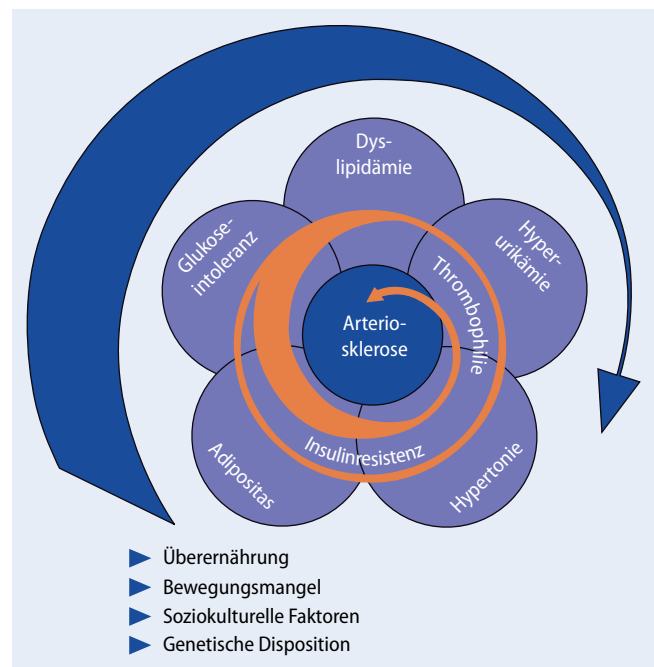 Dys-
lipidämie
Glukose-
intoleranz
Hyper-
urikämie
Thrombophilie
Arterio-
sklerose
Insulinresistenz
Adipositas
Hypertonie
Überernährung
Bewegungsmangel
Soziokulturelle Faktoren
Genetische Disposition